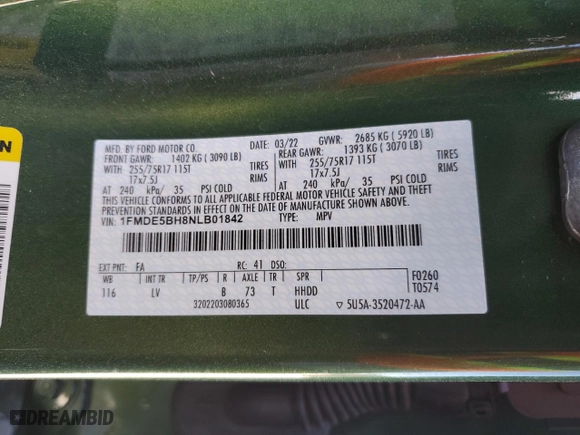 MFD. BY FORD MOTOR CO.
DATE: 03/22 GVWR: 2685 KG ( 5920 LB)
FRONT GAWR: 1402 KG ( 3090 LB) REAR GAWR: 1393 KG ( 3070 LB)
WITH 255/75R17 115T TIRES WITH 255/75R17 115T TIRES
17x7.5J RIMS 17x7.5J RIMS
AT 240 kPa/ 35 PSI COLD AT 240 kPa/ 35 PSI COLD
THIS VEHICLE CONFORMS TO ALL APPLICABLE FEDERAL MOTOR VEHICLE SAFETY AND THEFT
PREVENTION STANDARDS IN EFFECT ON THE DATE OF MANUFACTURE SHOWN ABOVE.
VIN: 1FMDE5BH8NLB01842 TYPE: MPV
EXT PNT: FA RC: 41 DSO:
WB INT TR TP/PS R AXLE TR SPR F0260
116 LV B 73 T HHDD T0574
3202203080365 ULC 5U5A-3520472-AA
DREAMBID